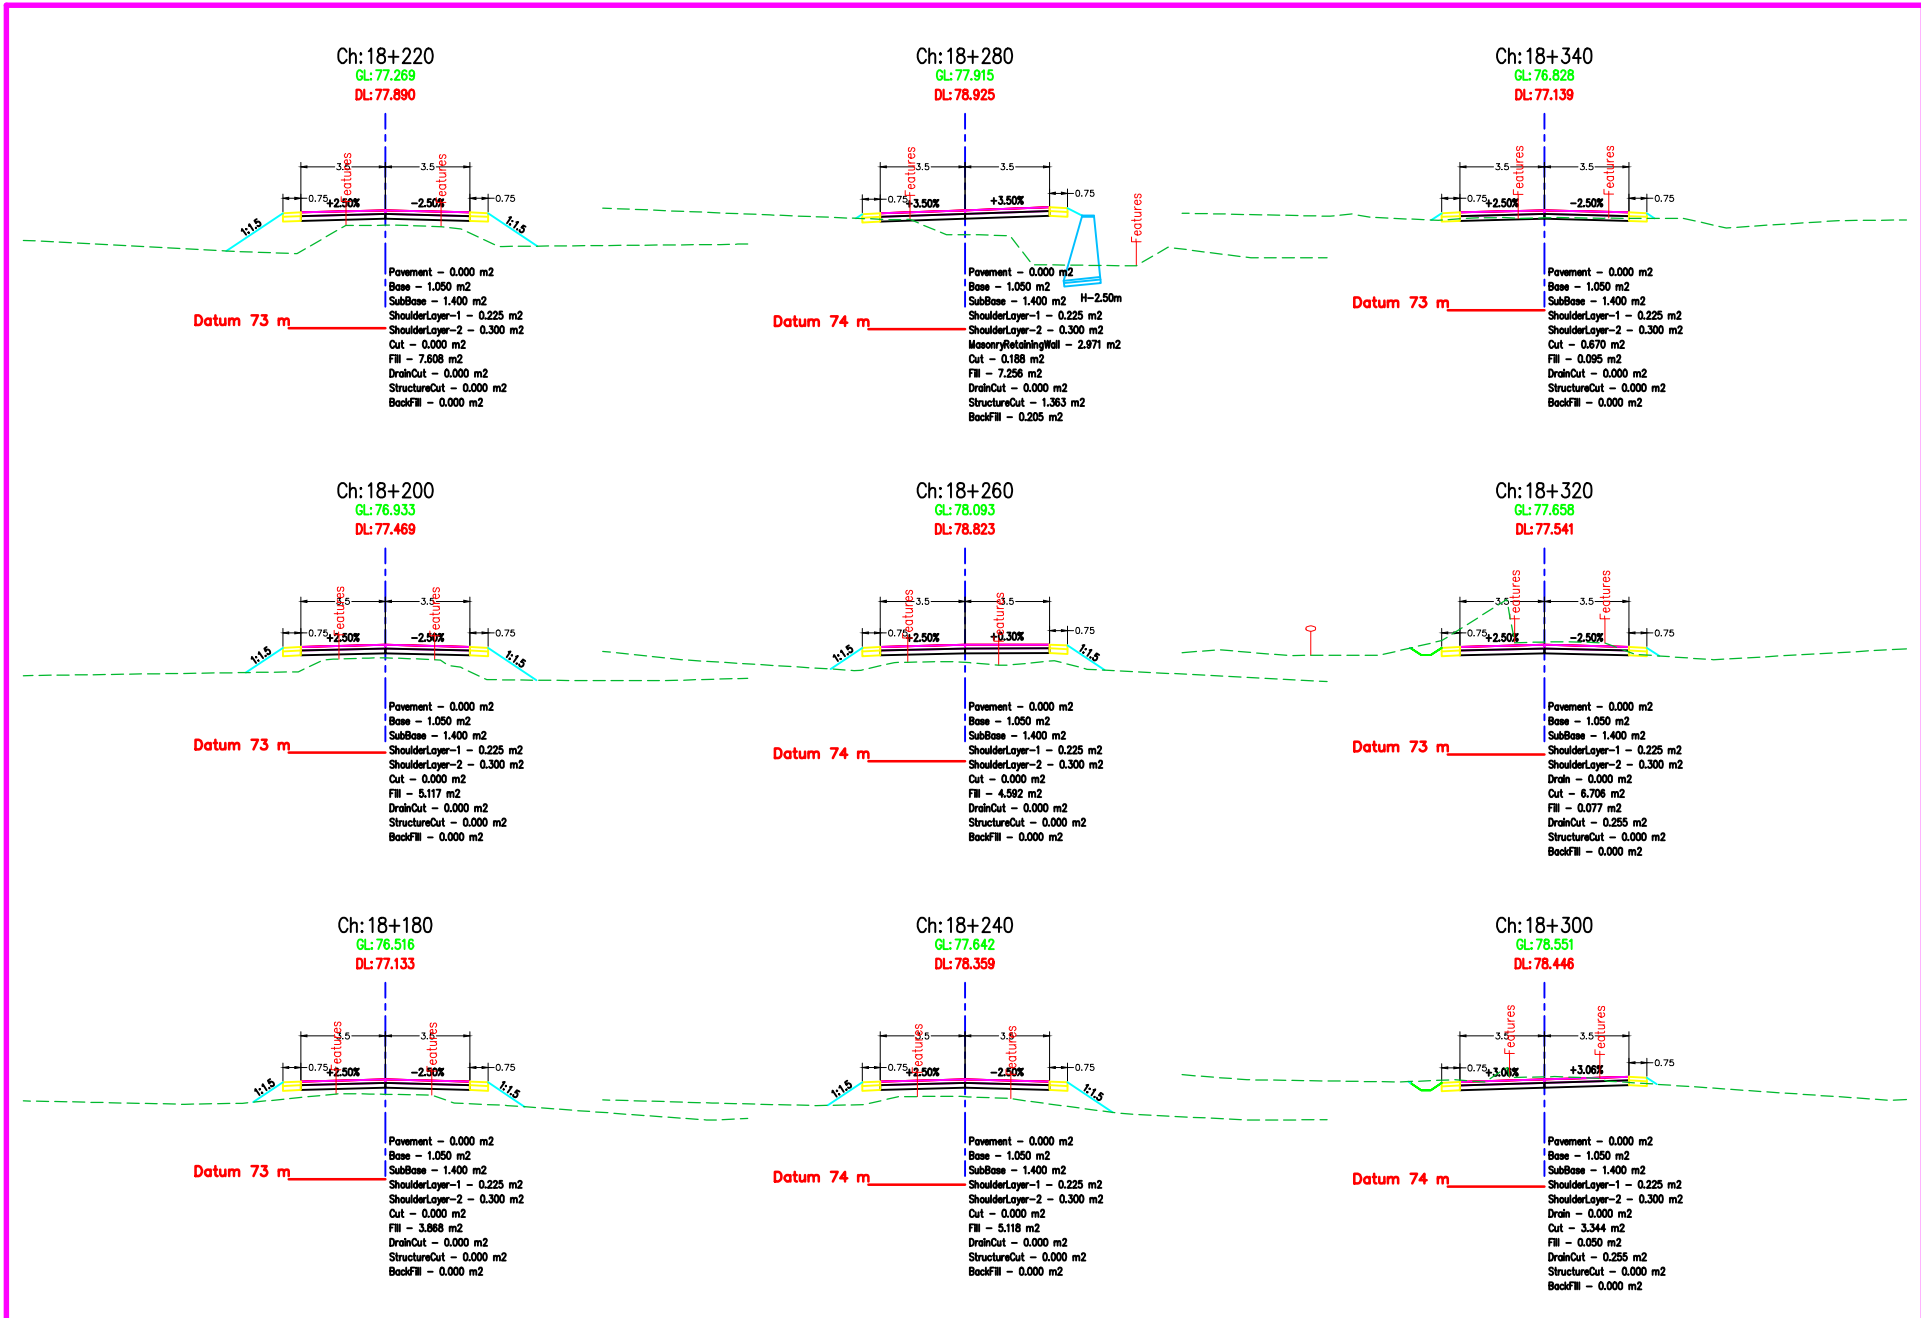 Ch:18+220
GL:77.269
DL:77.890
3.5
3.5
Features
Features
0.75
0.75
+2.50%
-2.50%
1:1.5
1:1.5
Datum 73 m
Pavement - 0.000 m2
Base - 1.050 m2
SubBase - 1.400 m2
ShoulderLayer-1 - 0.225 m2
ShoulderLayer-2 - 0.300 m2
Cut - 0.000 m2
Fill - 7.608 m2
DrainCut - 0.000 m2
StructureCut - 0.000 m2
BackFill - 0.000 m2
Ch:18+280
GL:77.915
DL:78.925
3.5
3.5
Features
Features
0.75
0.75
+3.50%
+3.50%
H-2.50m
Datum 74 m
Pavement - 0.000 m2
Base - 1.050 m2
SubBase - 1.400 m2
ShoulderLayer-1 - 0.225 m2
ShoulderLayer-2 - 0.300 m2
MasonryRetainingWall - 2.971 m2
Cut - 0.188 m2
Fill - 7.256 m2
DrainCut - 0.000 m2
StructureCut - 1.363 m2
BackFill - 0.205 m2
Ch:18+340
GL:76.828
DL:77.139
3.5
3.5
Features
Features
0.75
0.75
+2.50%
-2.50%
Datum 73 m
Pavement - 0.000 m2
Base - 1.050 m2
SubBase - 1.400 m2
ShoulderLayer-1 - 0.225 m2
ShoulderLayer-2 - 0.300 m2
Cut - 0.670 m2
Fill - 0.095 m2
DrainCut - 0.000 m2
StructureCut - 0.000 m2
BackFill - 0.000 m2
Ch:18+200
GL:76.933
DL:77.469
3.5
3.5
Features
Features
0.75
0.75
+2.50%
-2.50%
1:1.5
1:1.5
Datum 73 m
Pavement - 0.000 m2
Base - 1.050 m2
SubBase - 1.400 m2
ShoulderLayer-1 - 0.225 m2
ShoulderLayer-2 - 0.300 m2
Cut - 0.000 m2
Fill - 5.117 m2
DrainCut - 0.000 m2
StructureCut - 0.000 m2
BackFill - 0.000 m2
Ch:18+260
GL:78.093
DL:78.823
3.5
3.5
Features
Features
0.75
0.75
+2.50%
+0.30%
1:1.5
1:1.5
Datum 74 m
Pavement - 0.000 m2
Base - 1.050 m2
SubBase - 1.400 m2
ShoulderLayer-1 - 0.225 m2
ShoulderLayer-2 - 0.300 m2
Cut - 0.000 m2
Fill - 4.592 m2
DrainCut - 0.000 m2
StructureCut - 0.000 m2
BackFill - 0.000 m2
Ch:18+320
GL:77.658
DL:77.541
3.5
3.5
Features
Features
0.75
0.75
+2.50%
-2.50%
Datum 73 m
Pavement - 0.000 m2
Base - 1.050 m2
SubBase - 1.400 m2
ShoulderLayer-1 - 0.225 m2
ShoulderLayer-2 - 0.300 m2
Drain - 0.000 m2
Cut - 6.706 m2
Fill - 0.077 m2
DrainCut - 0.255 m2
StructureCut - 0.000 m2
BackFill - 0.000 m2
Ch:18+180
GL:76.516
DL:77.133
3.5
3.5
Features
Features
0.75
0.75
+2.50%
-2.50%
1:1.5
1:1.5
Datum 73 m
Pavement - 0.000 m2
Base - 1.050 m2
SubBase - 1.400 m2
ShoulderLayer-1 - 0.225 m2
ShoulderLayer-2 - 0.300 m2
Cut - 0.000 m2
Fill - 3.868 m2
DrainCut - 0.000 m2
StructureCut - 0.000 m2
BackFill - 0.000 m2
Ch:18+240
GL:77.642
DL:78.359
3.5
3.5
Features
Features
0.75
0.75
+2.50%
-2.50%
1:1.5
1:1.5
Datum 74 m
Pavement - 0.000 m2
Base - 1.050 m2
SubBase - 1.400 m2
ShoulderLayer-1 - 0.225 m2
ShoulderLayer-2 - 0.300 m2
Cut - 0.000 m2
Fill - 5.118 m2
DrainCut - 0.000 m2
StructureCut - 0.000 m2
BackFill - 0.000 m2
Ch:18+300
GL:78.551
DL:78.446
3.5
3.5
Features
Features
0.75
0.75
+3.06%
+3.06%
Datum 74 m
Pavement - 0.000 m2
Base - 1.050 m2
SubBase - 1.400 m2
ShoulderLayer-1 - 0.225 m2
ShoulderLayer-2 - 0.300 m2
Drain - 0.000 m2
Cut - 3.344 m2
Fill - 0.050 m2
DrainCut - 0.255 m2
StructureCut - 0.000 m2
BackFill - 0.000 m2